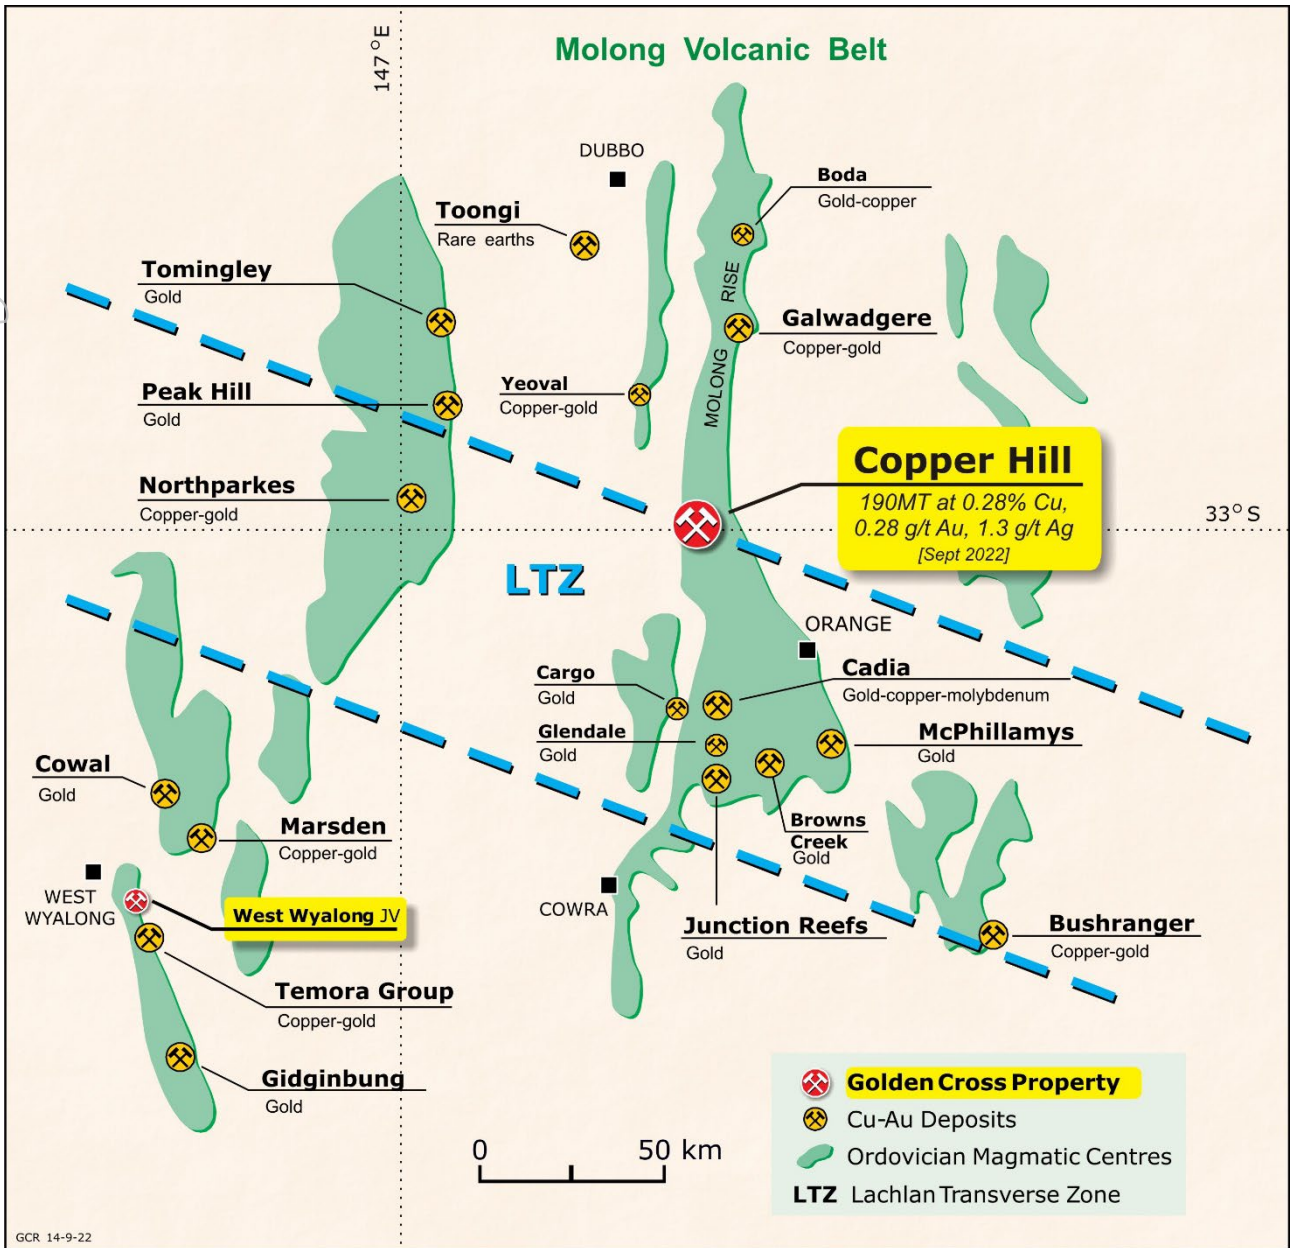 Molong Volcanic Belt
147°E
DUBBO
Boda
Gold-copper
Toongi
Rare earths
Tomingley
Gold
MOLONG RISE
Galwadgere
Copper-gold
Peak Hill
Gold
Yeoval
Copper-gold
Copper Hill
190MT at 0.28% Cu,
0.28 g/t Au, 1.3 g/t Ag
[Sept 2022]
Northparkes
Copper-gold
33°S
LTZ
ORANGE
Cargo
Gold
Cadia
Gold-copper-molybdenum
Glendale
Gold
McPhillamys
Gold
Cowal
Gold
Marsden
Copper-gold
Browns
Creek
Gold
WEST
WYALONG
West Wyalong JV
COWRA
Junction Reefs
Gold
Bushranger
Copper-gold
Temora Group
Copper-gold
Gidginbung
Gold
0 50 km
Golden Cross Property
Cu-Au Deposits
Ordovician Magmatic Centres
LTZ Lachlan Transverse Zone
GCR 14-9-22